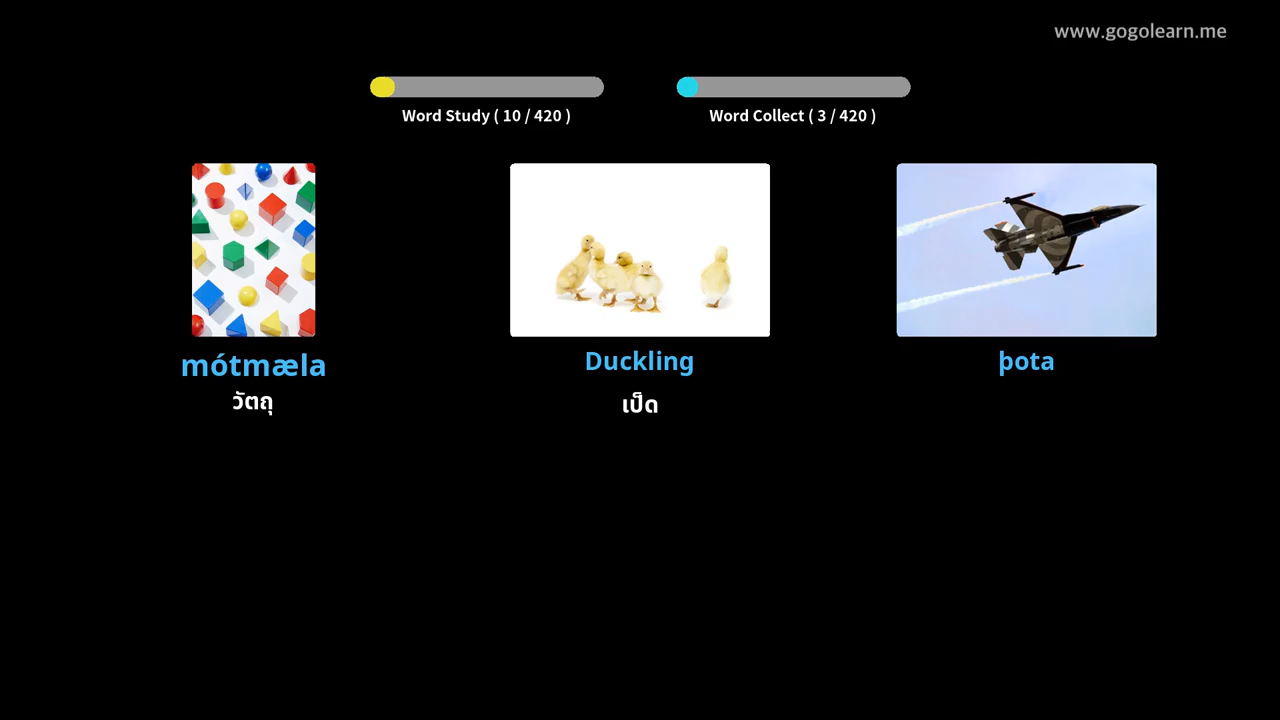 www.gogolearn.me
Word Study ( 10 / 420 )
Word Collect ( 3 / 420 )
mótmæla
วัตถุ
Duckling
เป็ด
þota